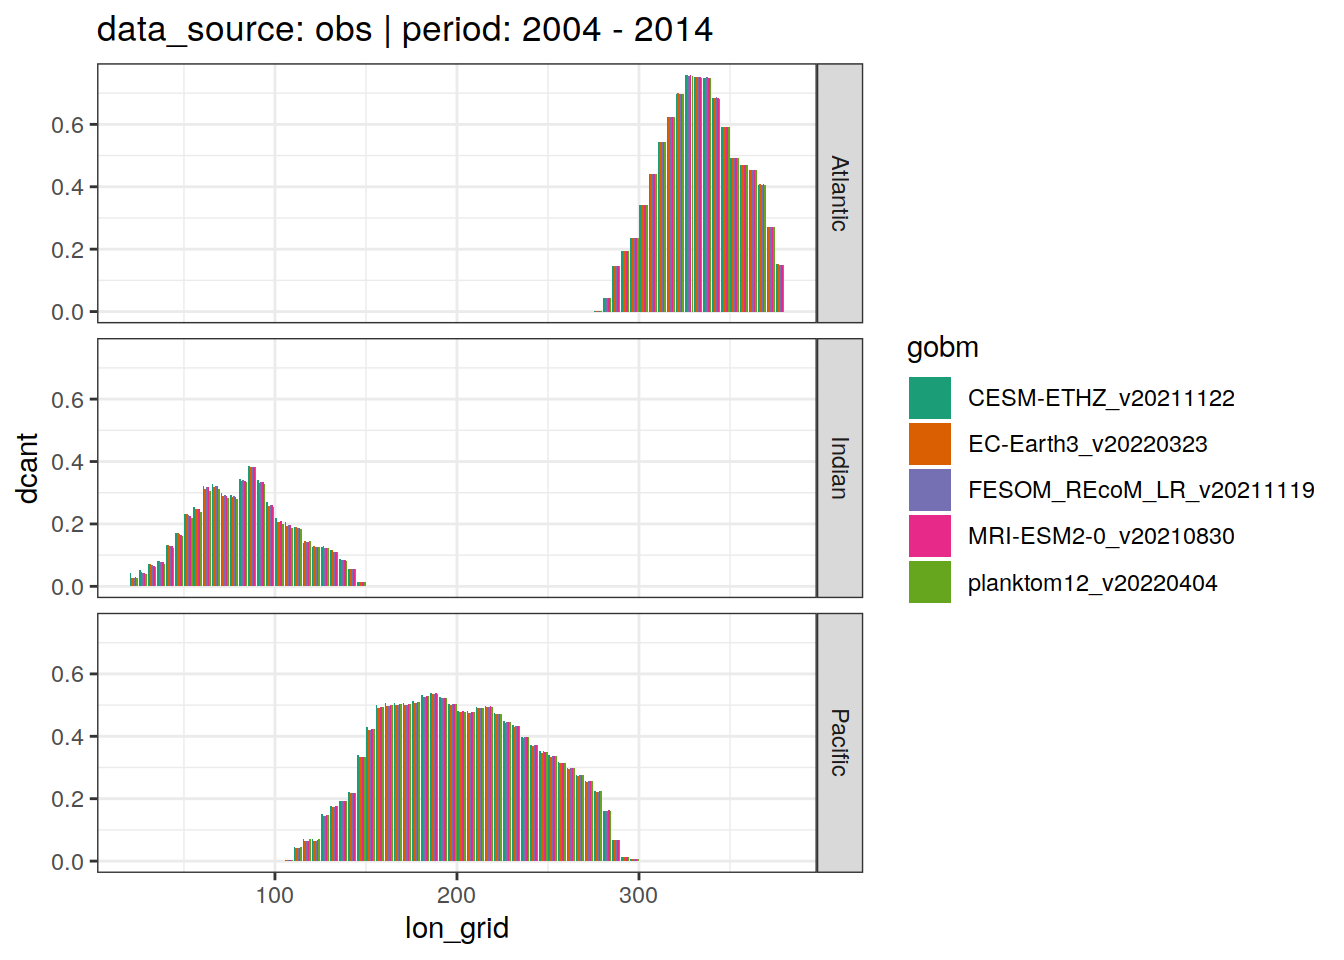 data_source: obs | period: 2004 - 2014
0.6
0.4
0.2
0.0
Atlantic
0.6
0.4
0.2
0.0
Indian
0.6
0.4
0.2
0.0
Pacific
dcant
100
200
300
lon_grid
gobm
CESM-ETHZ_v20211122
EC-Earth3_v20220323
FESOM_REcoM_LR_v20211119
MRI-ESM2-0_v20210830
planktom12_v20220404